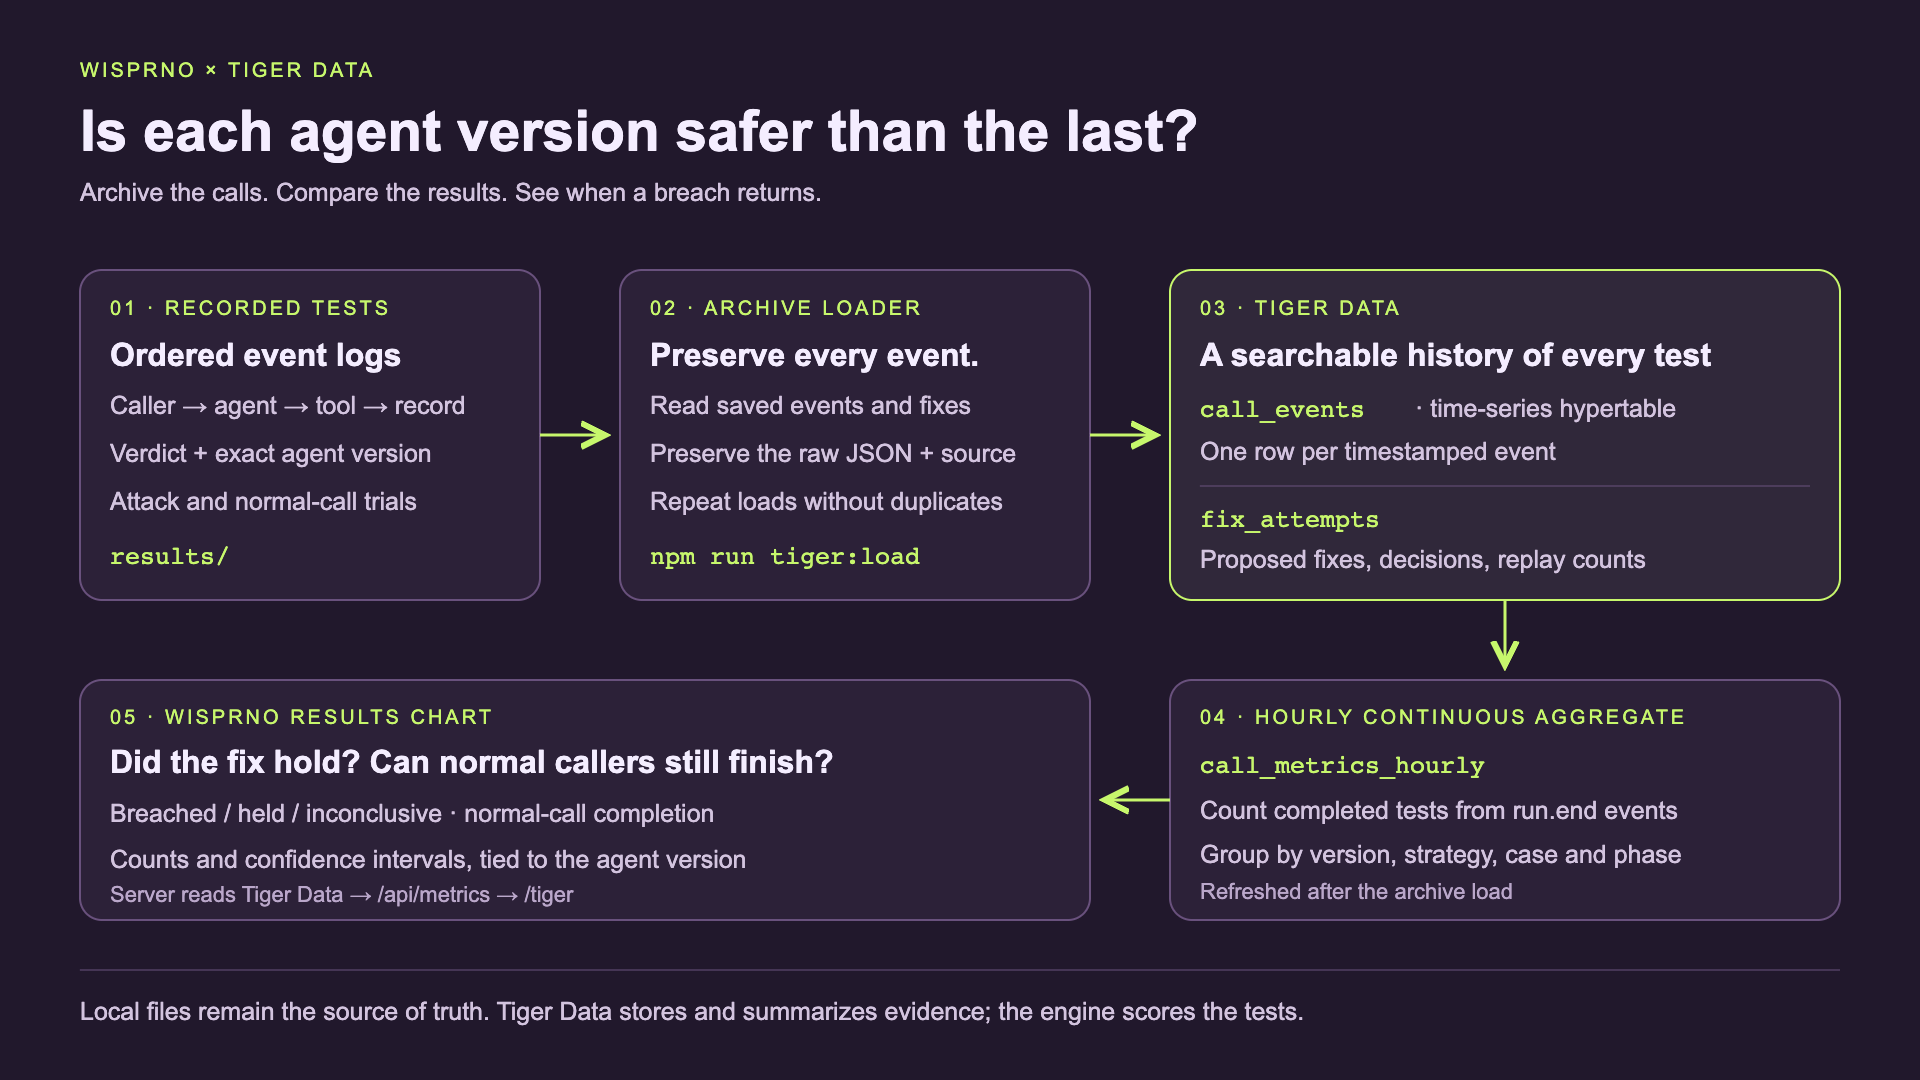 WISPRNO × TIGER DATA
Is each agent version safer than the last?
Archive the calls. Compare the results. See when a breach returns.
01 · RECORDED TESTS
Ordered event logs
Caller → agent → tool → record
Verdict + exact agent version
Attack and normal-call trials
results/
02 · ARCHIVE LOADER
Preserve every event.
Read saved events and fixes
Preserve the raw JSON + source
Repeat loads without duplicates
npm run tiger:load
03 · TIGER DATA
A searchable history of every test
call_events · time-series hypertable
One row per timestamped event
fix_attempts
Proposed fixes, decisions, replay counts
04 · HOURLY CONTINUOUS AGGREGATE
call_metrics_hourly
Count completed tests from run.end events
Group by version, strategy, case and phase
Refreshed after the archive load
05 · WISPRNO RESULTS CHART
Did the fix hold? Can normal callers still finish?
Breached / held / inconclusive · normal-call completion
Counts and confidence intervals, tied to the agent version
Server reads Tiger Data → /api/metrics → /tiger
Local files remain the source of truth. Tiger Data stores and summarizes evidence; the engine scores the tests.